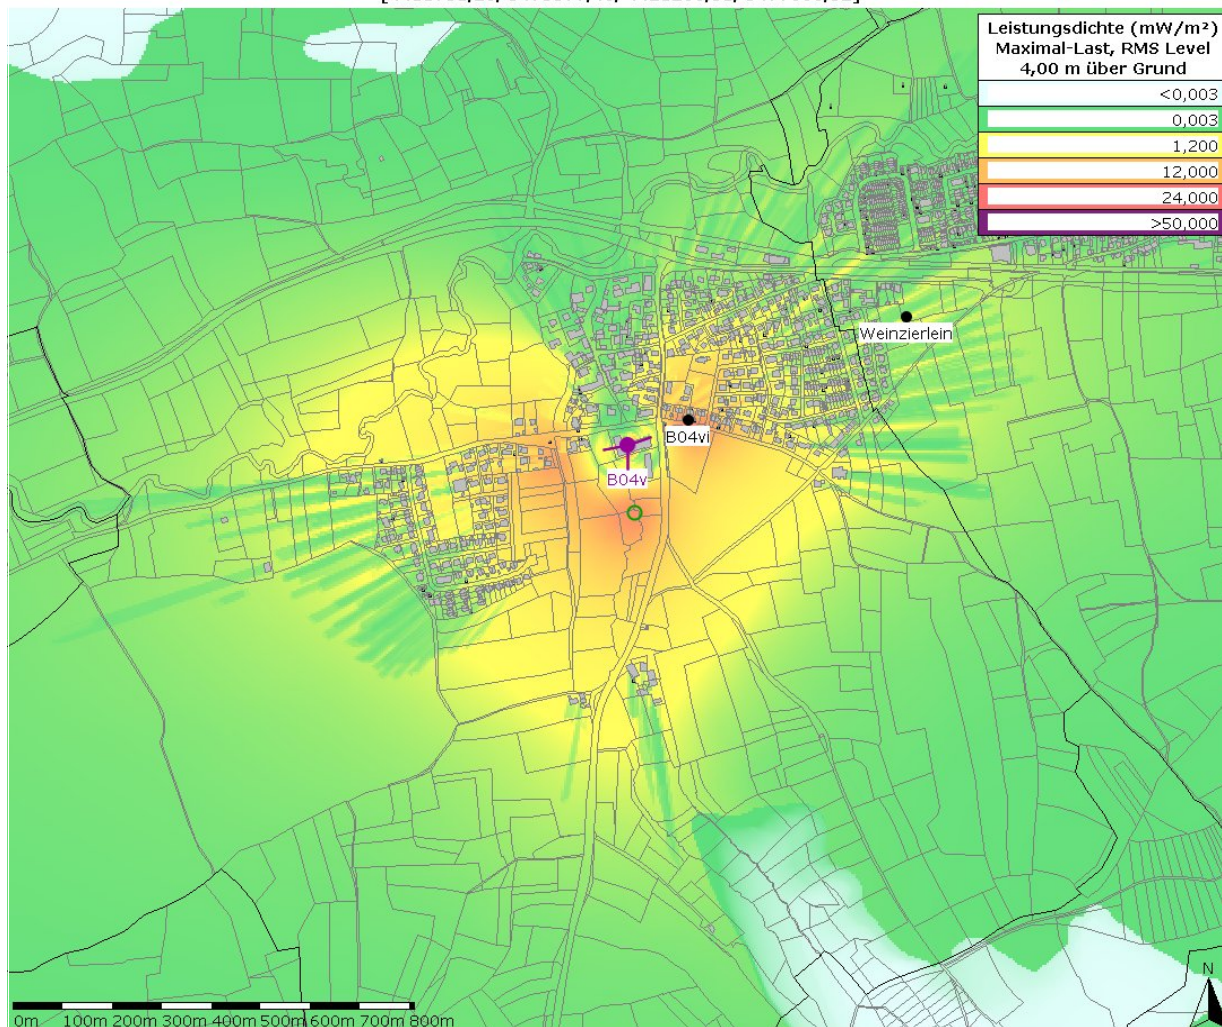 Leistungsdichte (mW/m²)
Maximal-Last, RMS Level
4,00 m über Grund
<0,003
0,003
1,200
12,000
24,000
>50,000
Weinzierlein
B04vi
B04v
N
0m 100m 200m 300m 400m 500m 600m 700m 800m